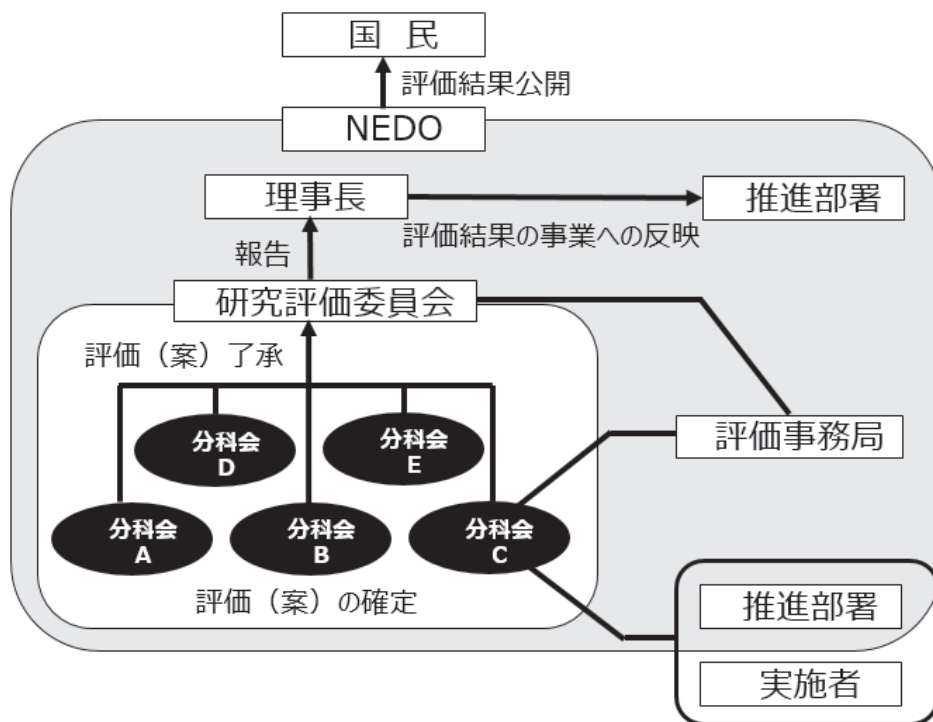 国 民
評価結果公開
NEDO
理事長
推進部署
評価結果の事業への反映
報告
研究評価委員会
評価（案）了承
分科会
D
分科会
E
評価事務局
分科会
A
分科会
B
分科会
C
評価（案）の確定
推進部署
実施者